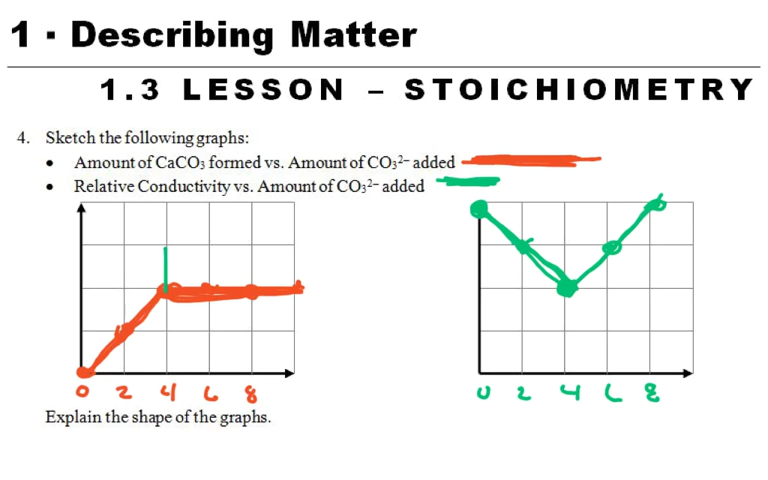 1 · Describing Matter
1.3 LESSON – STOICHIOMETRY
4. Sketch the following graphs:
• Amount of CaCO₃ formed vs. Amount of CO₃²⁻ added
• Relative Conductivity vs. Amount of CO₃²⁻ added
0 2 4 6 8
0 2 4 6 8
Explain the shape of the graphs.